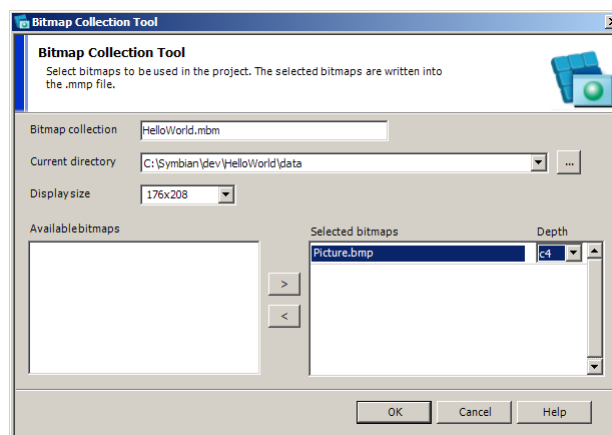 Bitmap Collection Tool
Bitmap Collection Tool
Select bitmaps to be used in the project. The selected bitmaps are written into
the .mmp file.
Bitmap collection HelloWorld.mbm
Current directory C:\Symbian\dev\HelloWorld\data ...
Display size 176x208
Availablebitmaps Selected bitmaps Depth
Picture.bmp c4
>
<
OK Cancel Help